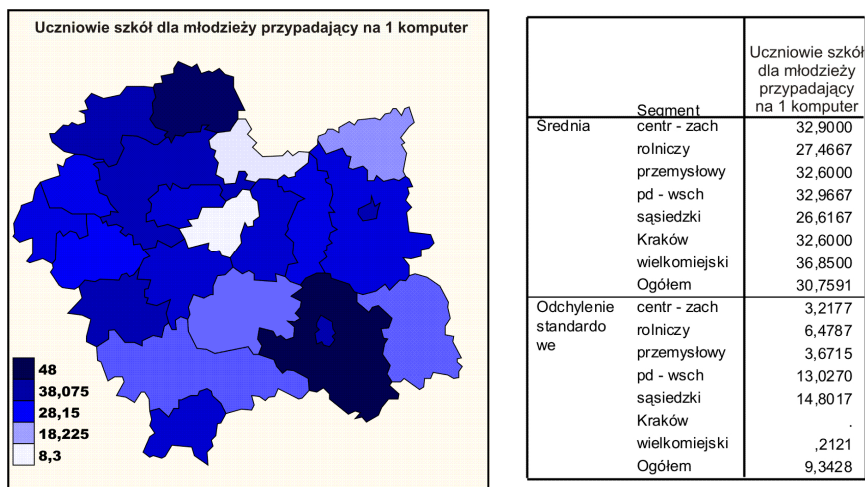 Uczniowie szkół dla młodzieży przypadający na 1 komputer
48
38,075
28,15
18,225
8,3
Segment
Uczniowie szkół
dla młodzieży
przypadający
na 1 komputer
Średnia centr - zach 32,9000
rolniczy 27,4667
przemysłowy 32,6000
pd - wsch 32,9667
sąsiedzki 26,6167
Kraków 32,6000
wielkomiejski 36,8500
Ogółem 30,7591
Odchylenie centr - zach 3,2177
standardo rolniczy 6,4787
we przemysłowy 3,6715
pd - wsch 13,0270
sąsiedzki 14,8017
Kraków .
wielkomiejski ,2121
Ogółem 9,3428